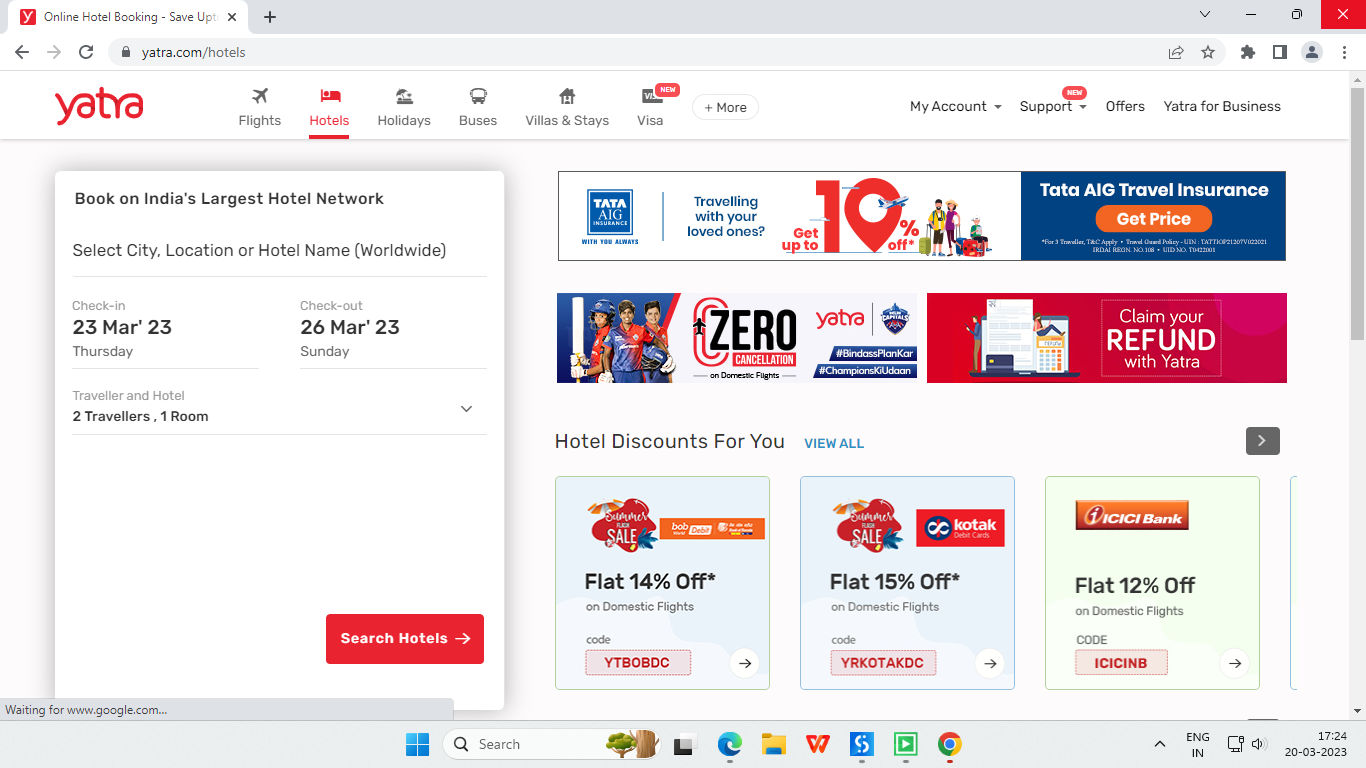 Online Hotel Booking - Save Upt
yatra.com/hotels
yatra
Flights
Hotels
Holidays
Buses
Villas & Stays
VISA
NEW
Visa
+ More
My Account
NEW
Support
Offers
Yatra for Business
Book on India's Largest Hotel Network
Select City, Location or Hotel Name (Worldwide)
Check-in
23 Mar' 23
Thursday
Check-out
26 Mar' 23
Sunday
Traveller and Hotel
2 Travellers , 1 Room
Search Hotels
TATA
AIG
INSURANCE
WITH YOU ALWAYS
Travelling
with your
loved ones?
Get
up to
10%
off*
Tata AIG Travel Insurance
Get Price
*For 3 Traveller, T&C Apply • Travel Guard Policy - UIN : TATTIOP21207V022021
IRDAI REGN. NO.108 • UID NO. T0422001
ZERO
CANCELLATION
on Domestic Flights
yatra
DELHI
CAPITALS
#BindassPlanKar
#ChampionsKiUdaan
Claim your
REFUND
with Yatra
Hotel Discounts For You
VIEW ALL
Summer
FLASH
SALE
bob
World
Debit
Flat 14% Off*
on Domestic Flights
code
YTBOBDC
Summer
FLASH
SALE
kotak
Debit Cards
Flat 15% Off*
on Domestic Flights
code
YRKOTAKDC
ICICI Bank
Flat 12% Off
on Domestic Flights
CODE
ICICINB
Waiting for www.google.com...
Search
ENG
IN
17:24
20-03-2023